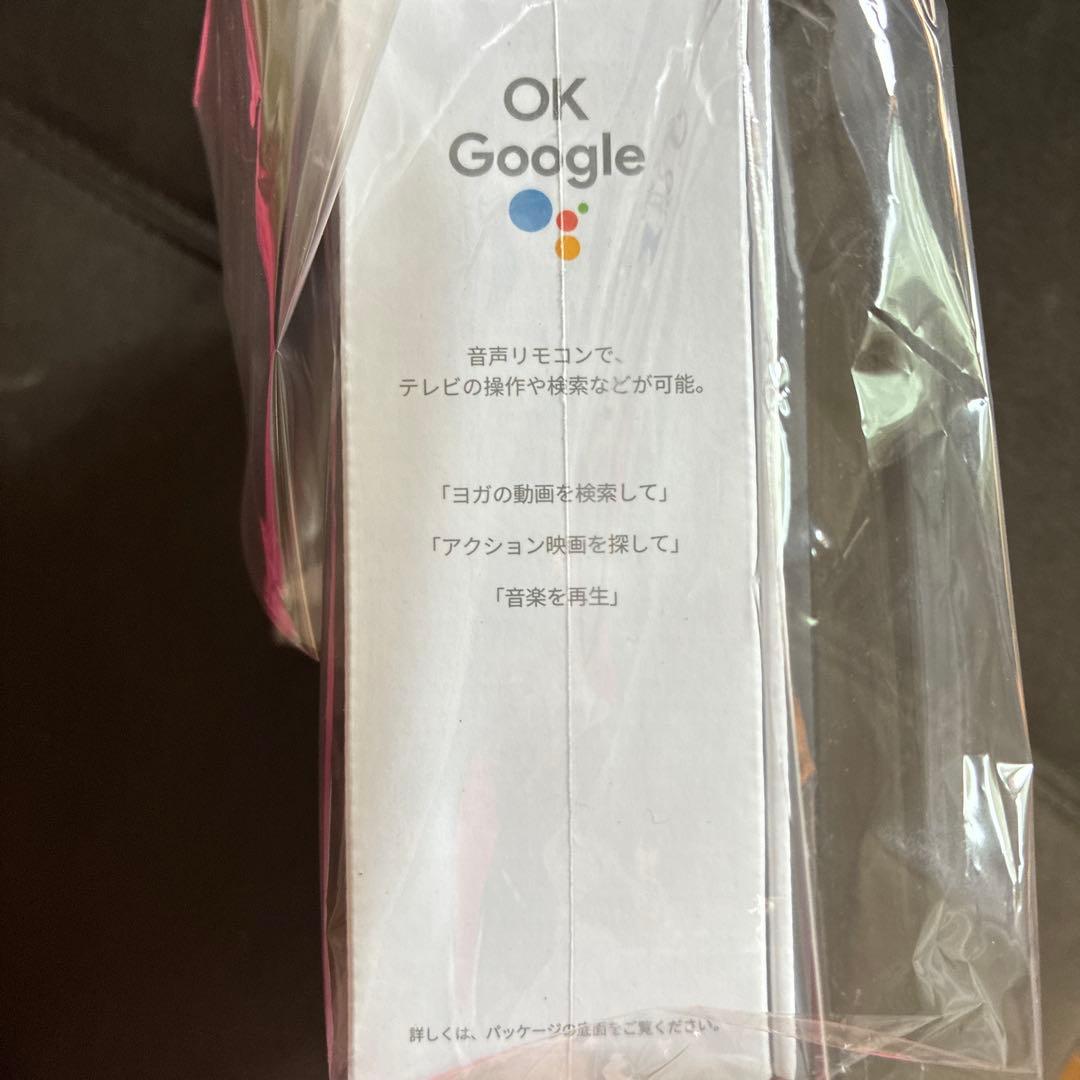 OK
Google
音声リモコンで、
テレビの操作や検索などが可能。
「ヨガの動画を検索して」
「アクション映画を探して」
「音楽を再生」
詳しくは、パッケージの底面をご覧ください。